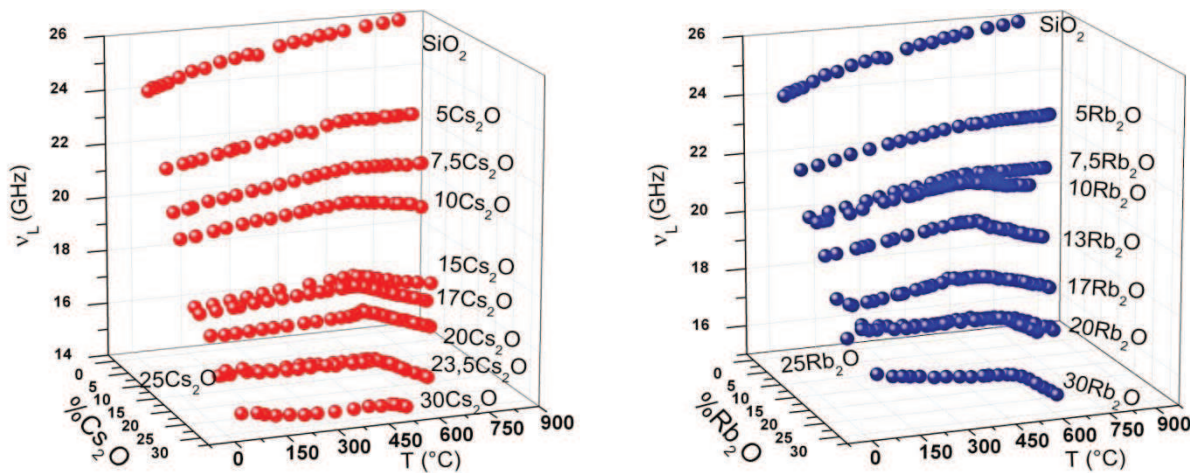 26
24
22
20
18
16
14
ν_L (GHz)
SiO₂
5Cs₂O
7,5Cs₂O
10Cs₂O
15Cs₂O
17Cs₂O
20Cs₂O
23,5Cs₂O
25Cs₂O
30Cs₂O
0
5
10
15
20
25
30
%Cs₂O
0
150
300
450
600
750
900
T (°C)
26
24
22
20
18
16
ν_L (GHz)
SiO₂
5Rb₂O
7,5Rb₂O
10Rb₂O
13Rb₂O
17Rb₂O
20Rb₂O
25Rb₂O
30Rb₂O
0
5
10
15
20
25
30
%Rb₂O
0
150
300
450
600
750
900
T (°C)